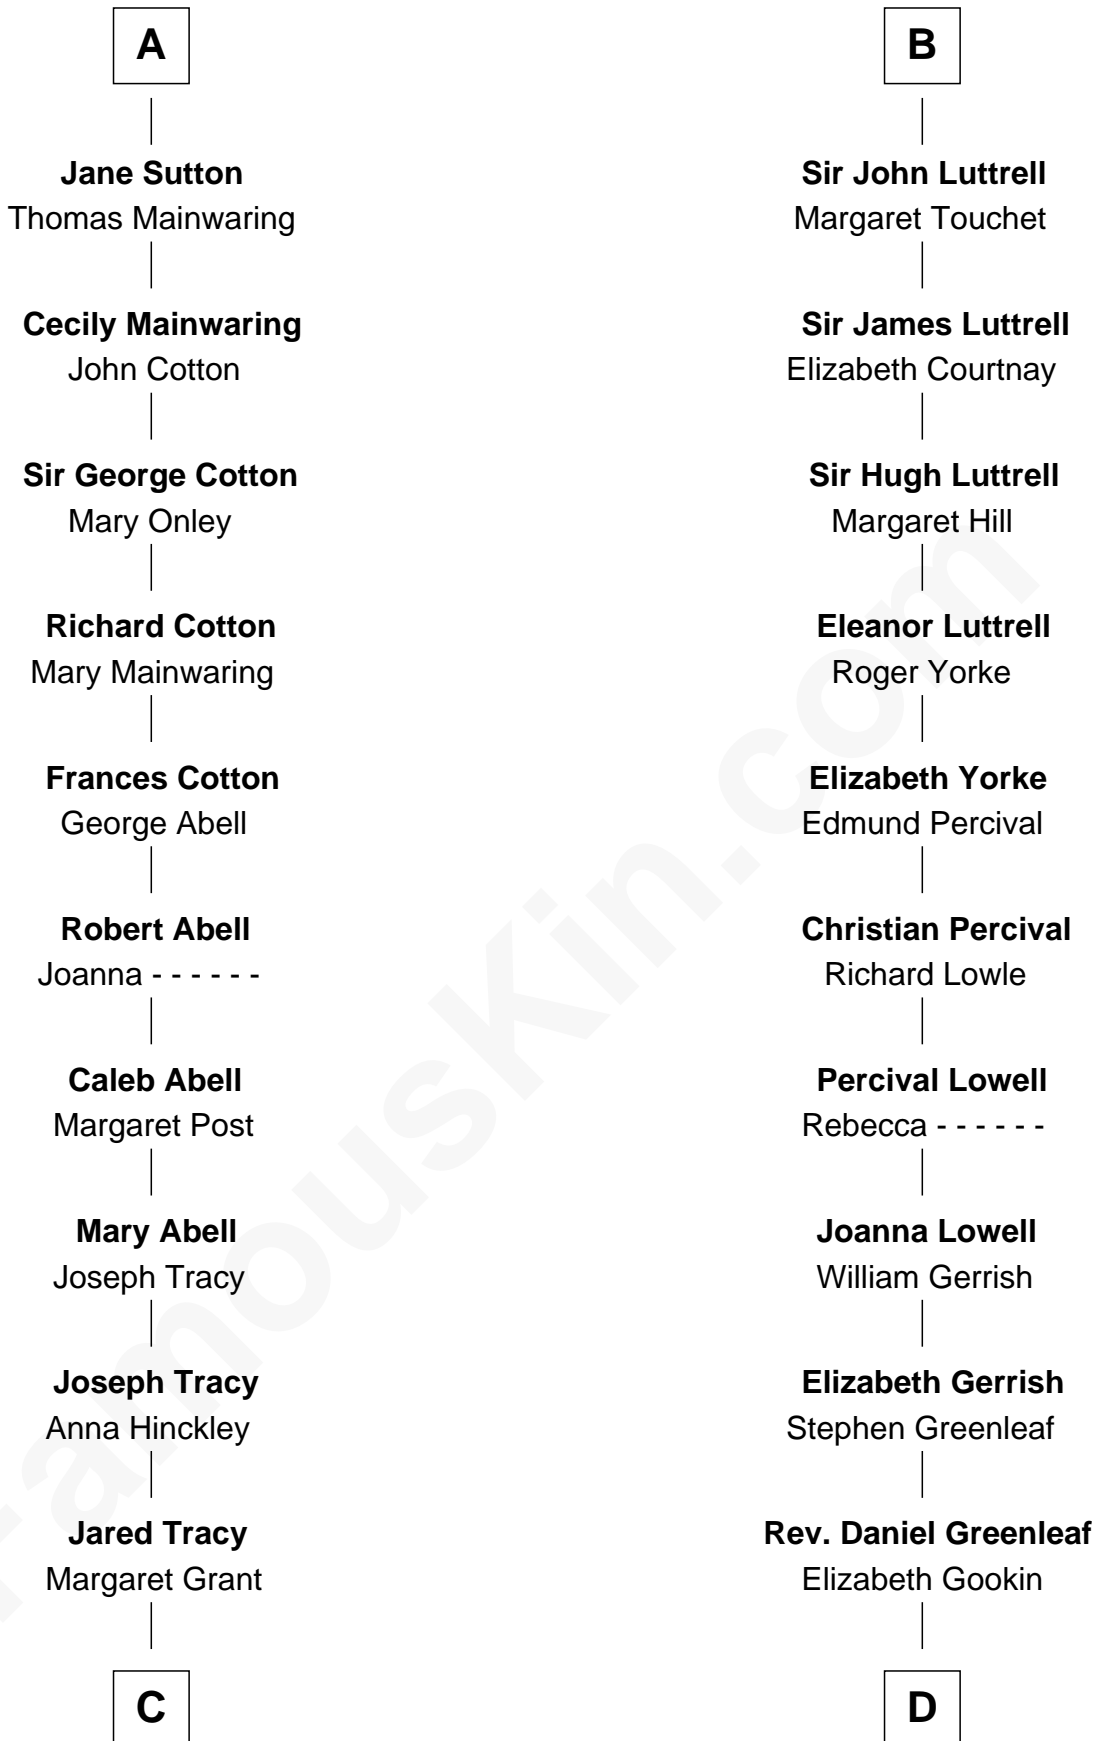 A
Jane Sutton
Thomas Mainwaring
Cecily Mainwaring
John Cotton
Sir George Cotton
Mary Onley
Richard Cotton
Mary Mainwaring
Frances Cotton
George Abell
Robert Abell
Joanna - - - - - -
Caleb Abell
Margaret Post
Mary Abell
Joseph Tracy
Joseph Tracy
Anna Hinckley
Jared Tracy
Margaret Grant
C
B
Sir John Luttrell
Margaret Touchet
Sir James Luttrell
Elizabeth Courtnay
Sir Hugh Luttrell
Margaret Hill
Eleanor Luttrell
Roger Yorke
Elizabeth Yorke
Edmund Percival
Christian Percival
Richard Lowle
Percival Lowell
Rebecca - - - - - -
Joanna Lowell
William Gerrish
Elizabeth Gerrish
Stephen Greenleaf
Rev. Daniel Greenleaf
Elizabeth Gookin
D
FamousKin.com